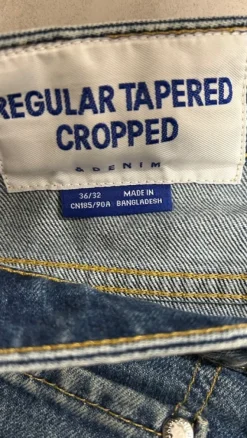 REGULAR TAPERED
CROPPED
& DENIM
36/32 MADE IN
CN185/90A BANGLADESH